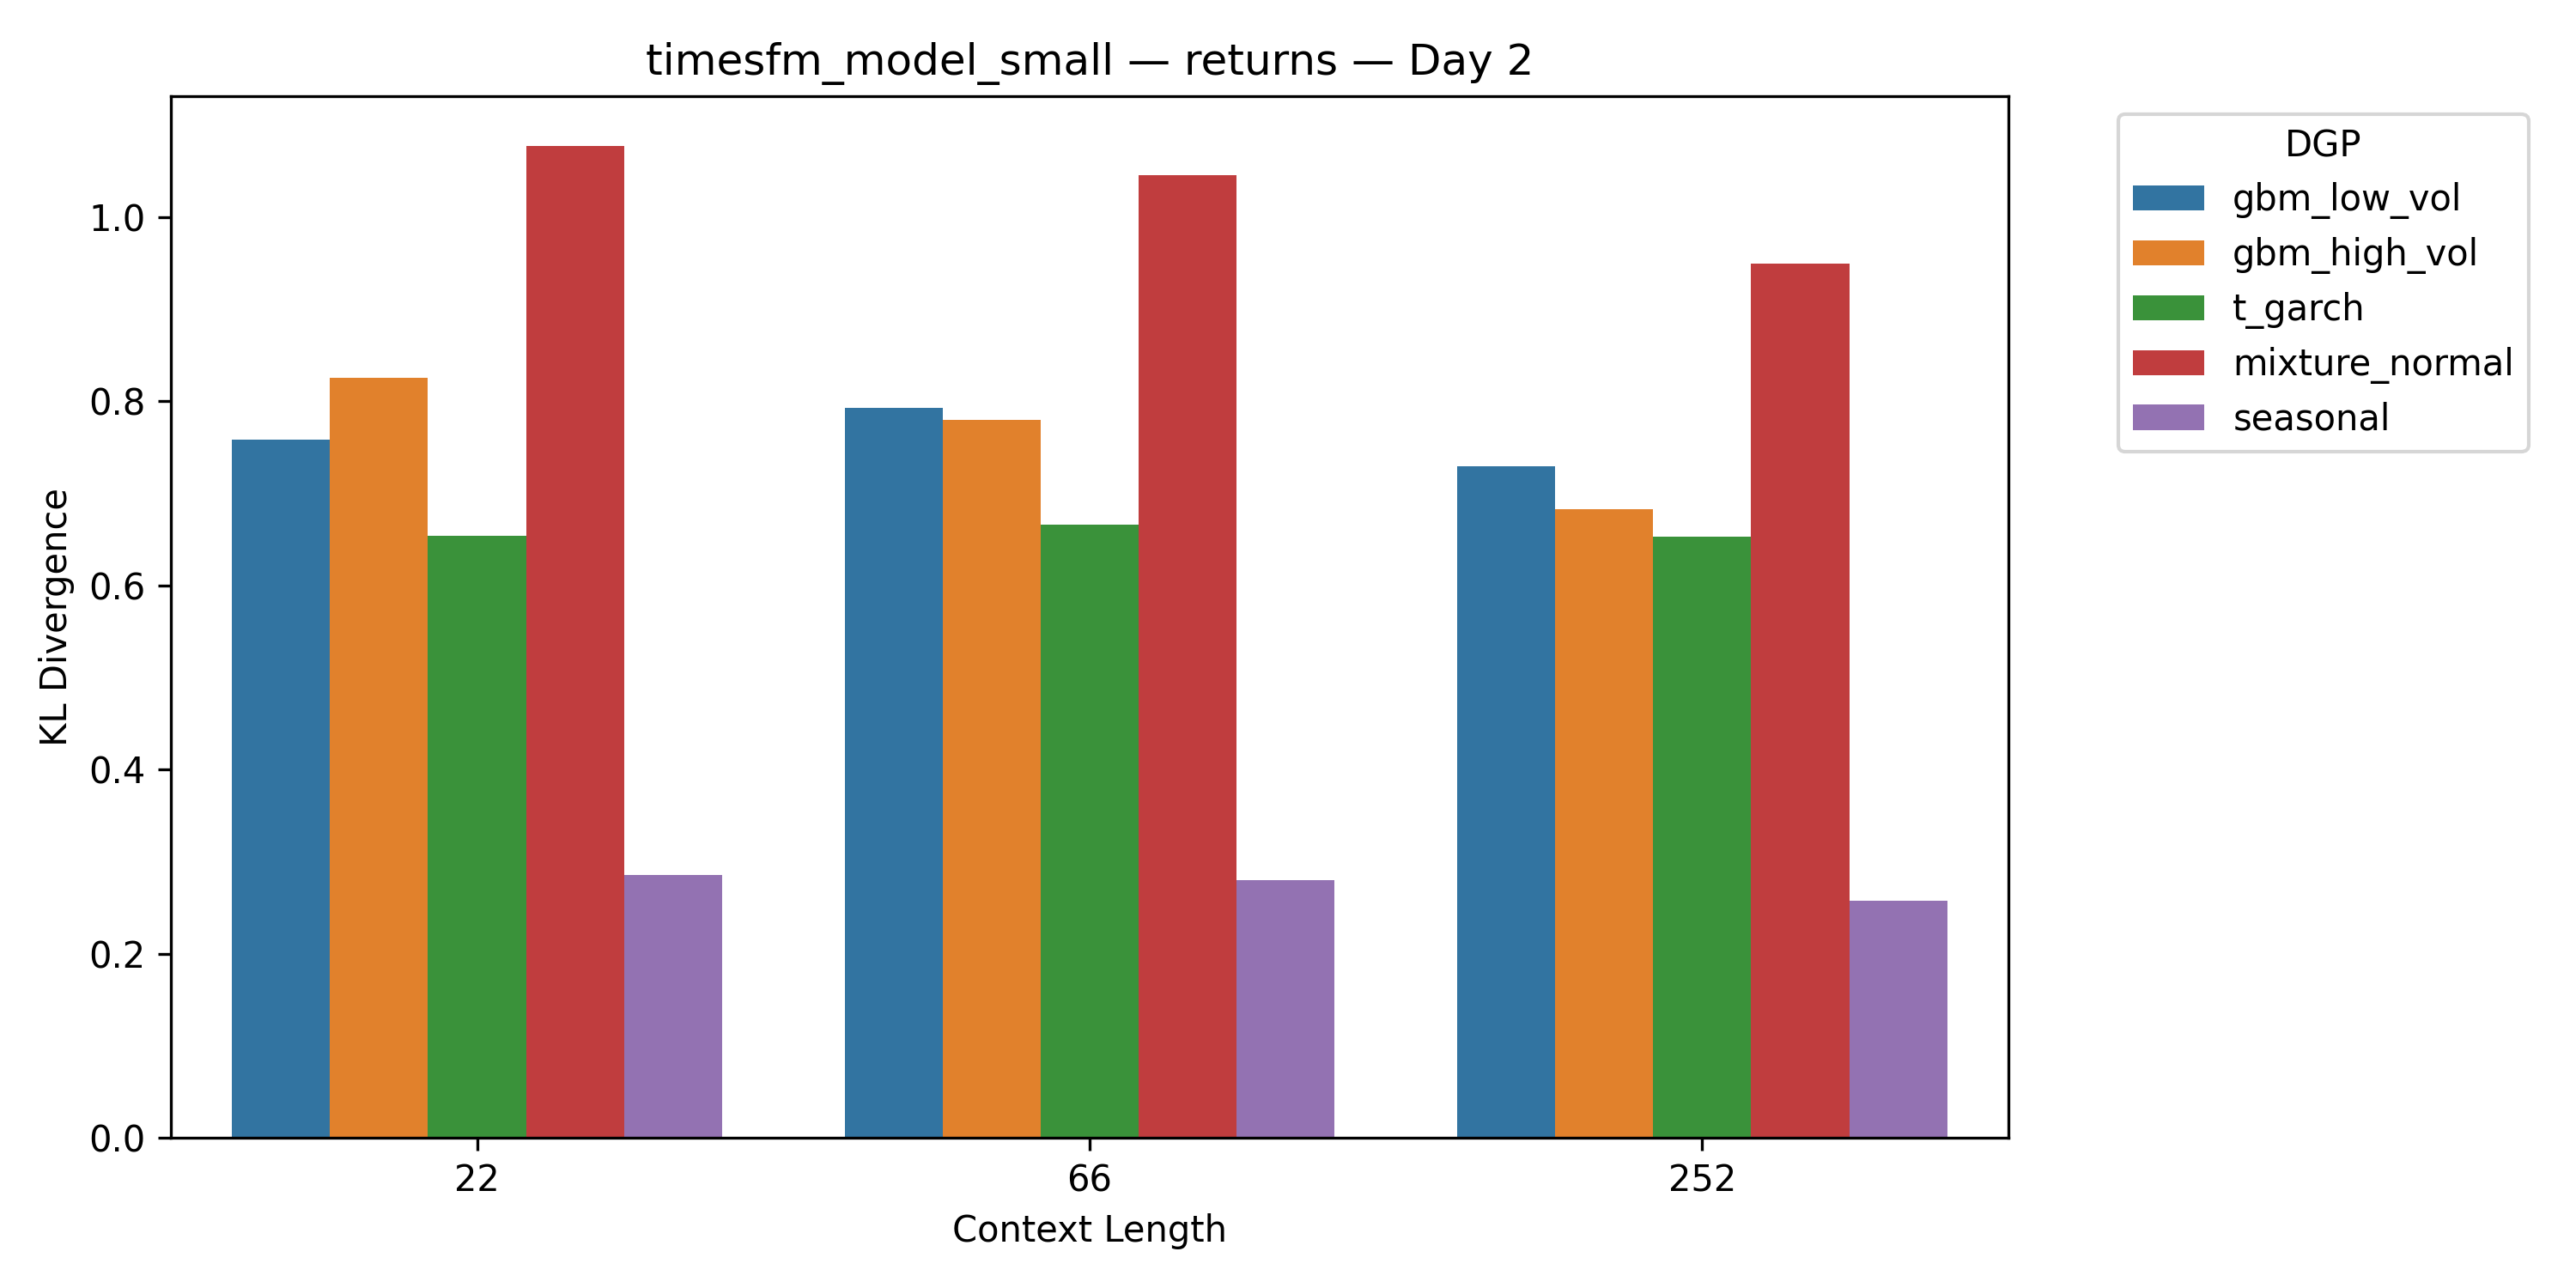 timesfm_model_small — returns — Day 2
DGP
gbm_low_vol
gbm_high_vol
t_garch
mixture_normal
seasonal
KL Divergence
1.0
0.8
0.6
0.4
0.2
0.0
22
66
252
Context Length